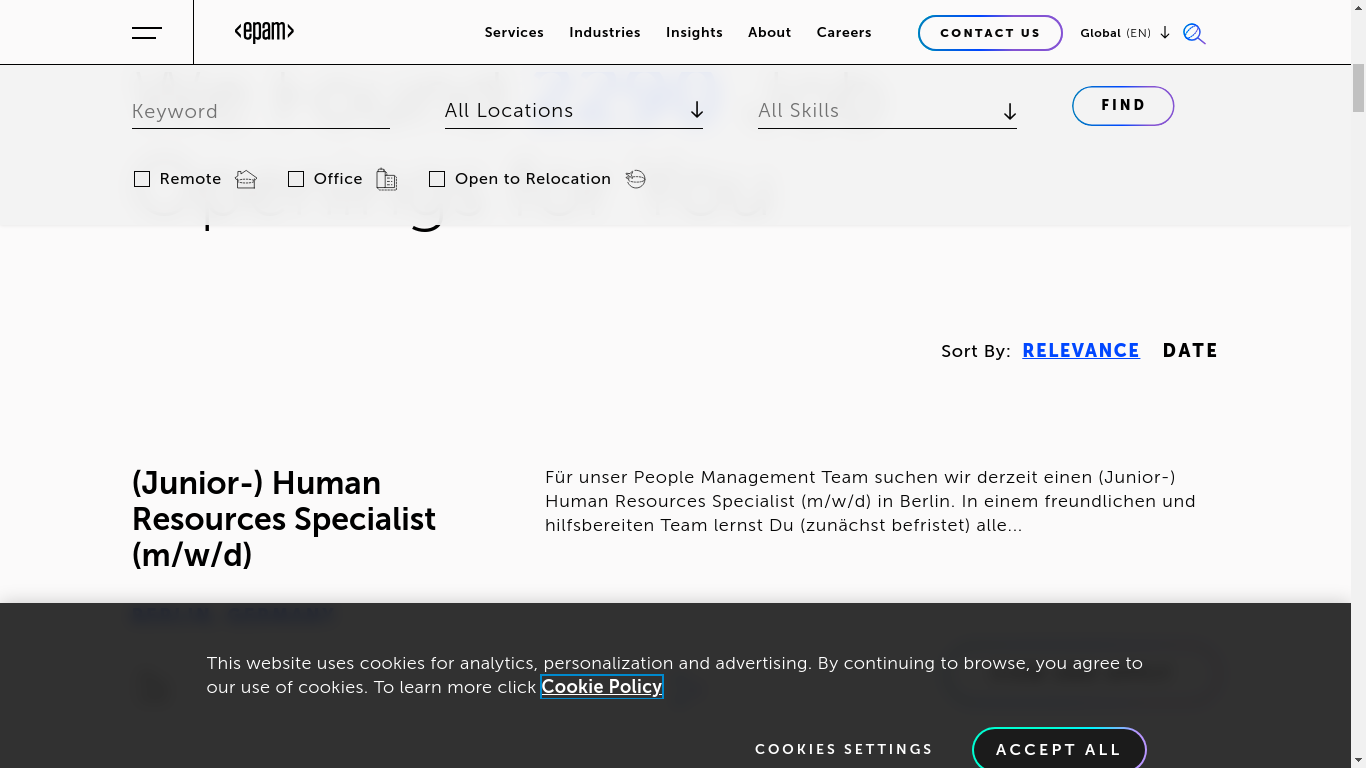 <epam>
Services Industries Insights About Careers
CONTACT US
Global (EN)
Keyword
All Locations
All Skills
FIND
Remote
Office
Open to Relocation
Sort By: RELEVANCE DATE
(Junior-) Human
Resources Specialist
(m/w/d)
Für unser People Management Team suchen wir derzeit einen (Junior-)
Human Resources Specialist (m/w/d) in Berlin. In einem freundlichen und
hilfsbereiten Team lernst Du (zunächst befristet) alle...
This website uses cookies for analytics, personalization and advertising. By continuing to browse, you agree to
our use of cookies. To learn more click Cookie Policy
COOKIES SETTINGS
ACCEPT ALL